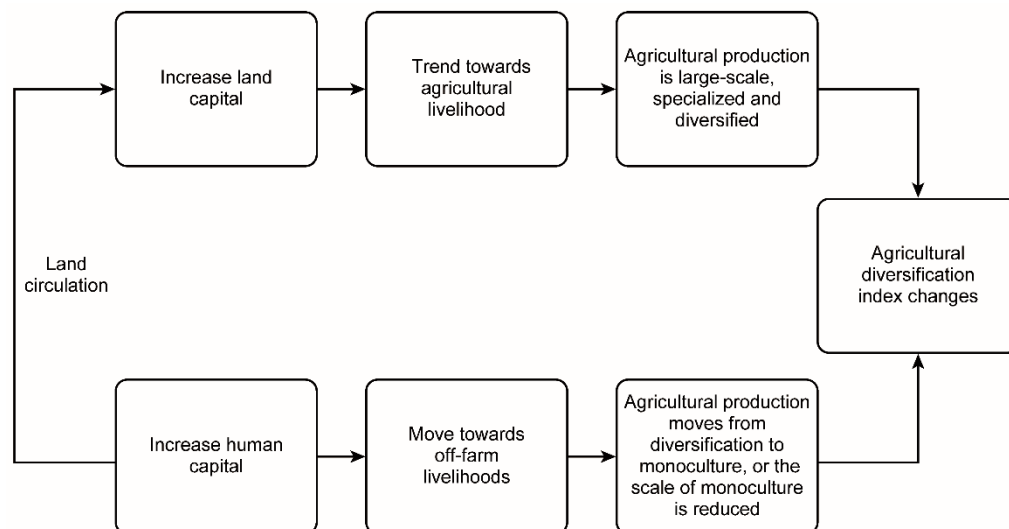 Increase land
capital
Trend towards
agricultural
livelihood
Agricultural production
is large-scale,
specialized and
diversified
Land
circulation
Agricultural
diversification
index changes
Increase human
capital
Move towards
off-farm
livelihoods
Agricultural production
moves from
diversification to
monoculture, or the
scale of monoculture
is reduced